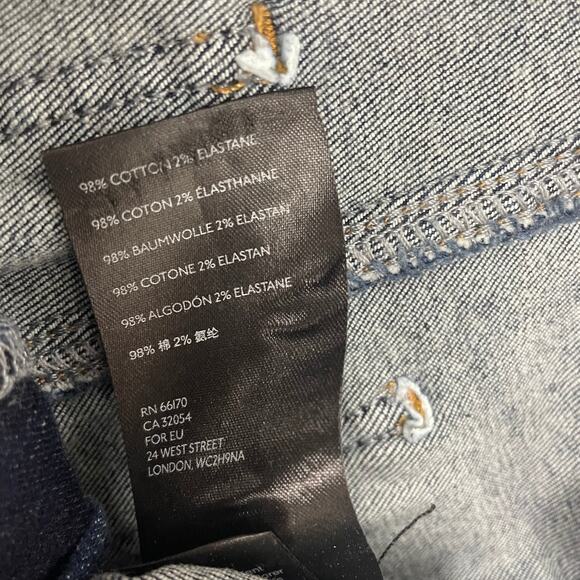 98% COTTON 2% ELASTANE
98% COTON 2% ÉLASTHANNE
98% BAUMWOLLE 2% ELASTAN
98% COTONE 2% ELASTAN
98% ALGODÓN 2% ELASTANE
98% 棉 2% 氨纶
RN 66170
CA 32054
FOR EU
24 WEST STREET
LONDON, WC2H9NA